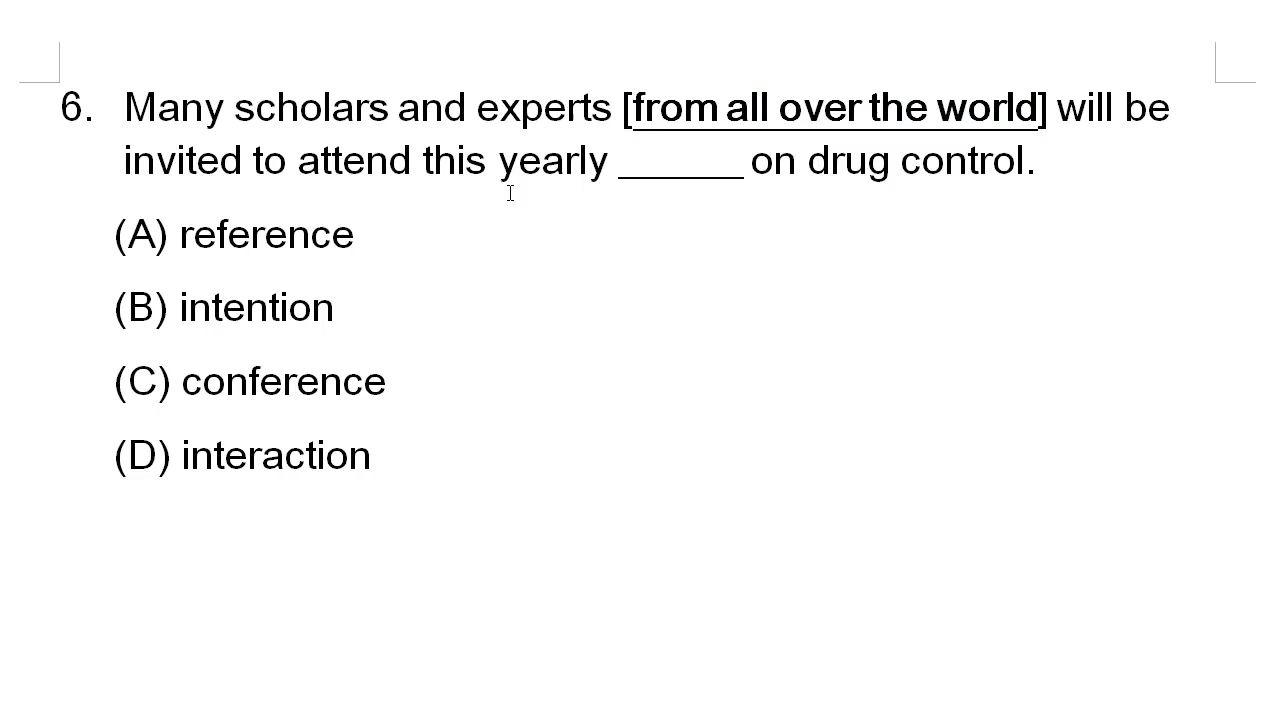 6. Many scholars and experts [from all over the world] will be
invited to attend this yearly ______ on drug control.
(A) reference
(B) intention
(C) conference
(D) interaction